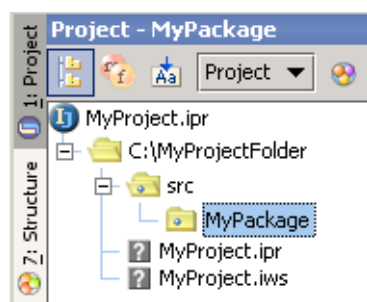 Project - MyPackage
1: Project
Project
MyProject.ipr
C:\MyProjectFolder
src
MyPackage
MyProject.ipr
MyProject.iws
7: Structure